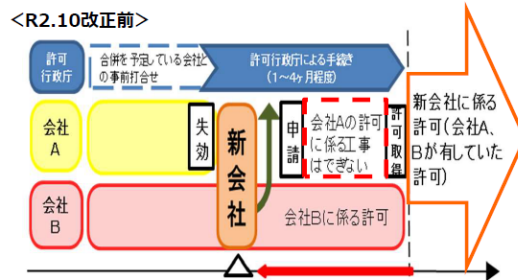 <R2.10改正前>
許可
行政庁
合併を予定している会社と
の事前打合せ
許可行政庁による手続き
(1~4ヶ月程度)
会社
A
失効
新会社
申請
会社Aの許可
に係る工事
はできない
許可取得
新会社に係る
許可(会社A、
Bが有していた
許可)
会社
B
会社Bに係る許可